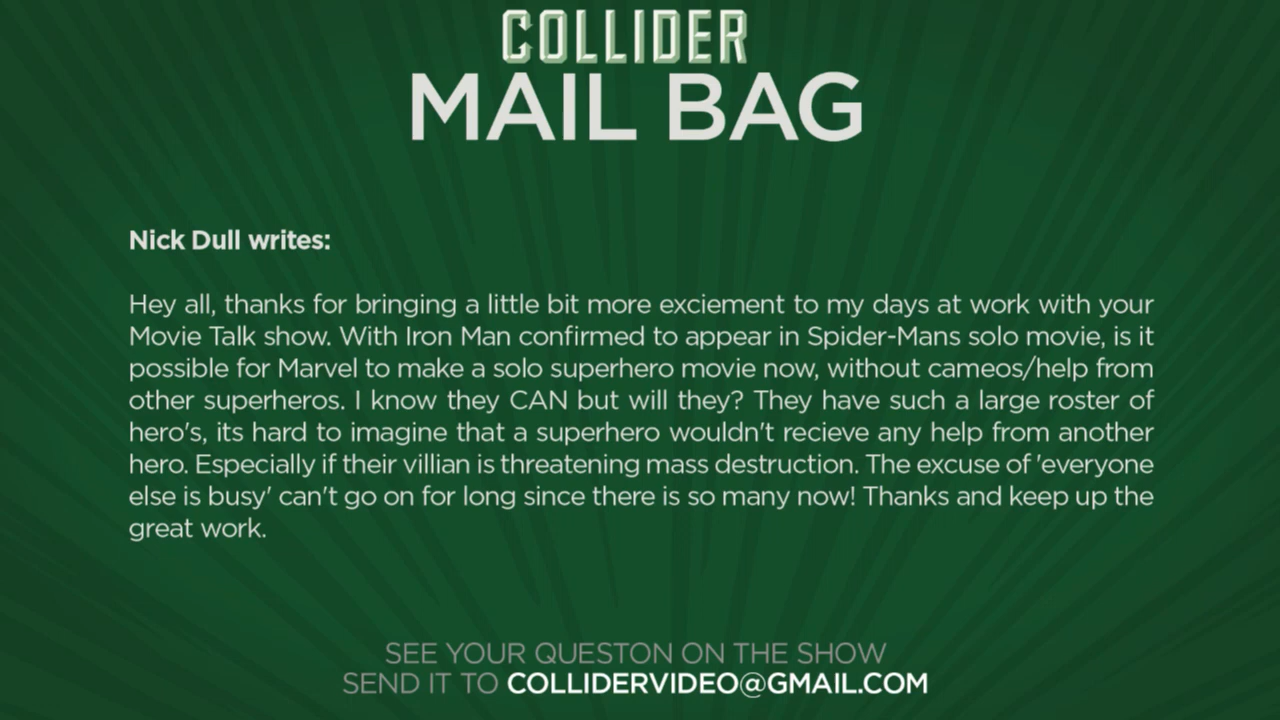 COLLIDER
MAIL BAG
Nick Dull writes:
Hey all, thanks for bringing a little bit more exciement to my days at work with your
Movie Talk show. With Iron Man confirmed to appear in Spider-Mans solo movie, is it
possible for Marvel to make a solo superhero movie now, without cameos/help from
other superheros. I know they CAN but will they? They have such a large roster of
hero's, its hard to imagine that a superhero wouldn't recieve any help from another
hero. Especially if their villian is threatening mass destruction. The excuse of 'everyone
else is busy' can't go on for long since there is so many now! Thanks and keep up the
great work.
SEE YOUR QUESTON ON THE SHOW
SEND IT TO COLLIDERVIDEO@GMAIL.COM